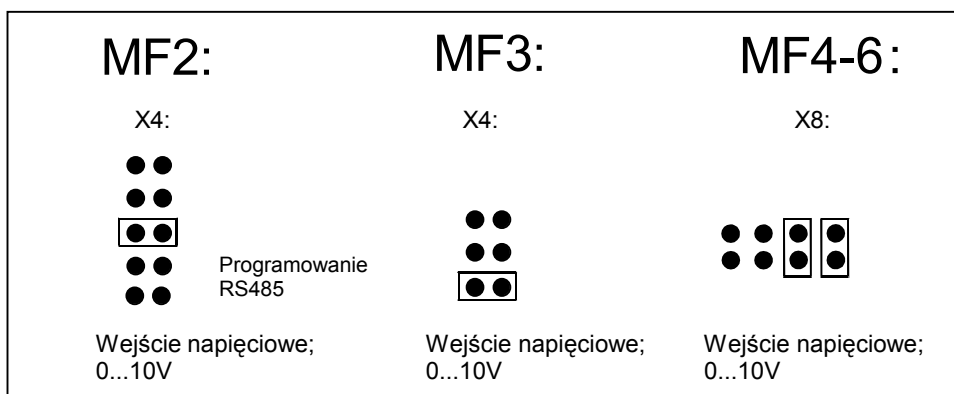 MF2:
MF3:
MF4-6:
X4:
X4:
X8:
Programowanie
RS485
Wejście napięciowe;
0...10V
Wejście napięciowe;
0...10V
Wejście napięciowe;
0...10V